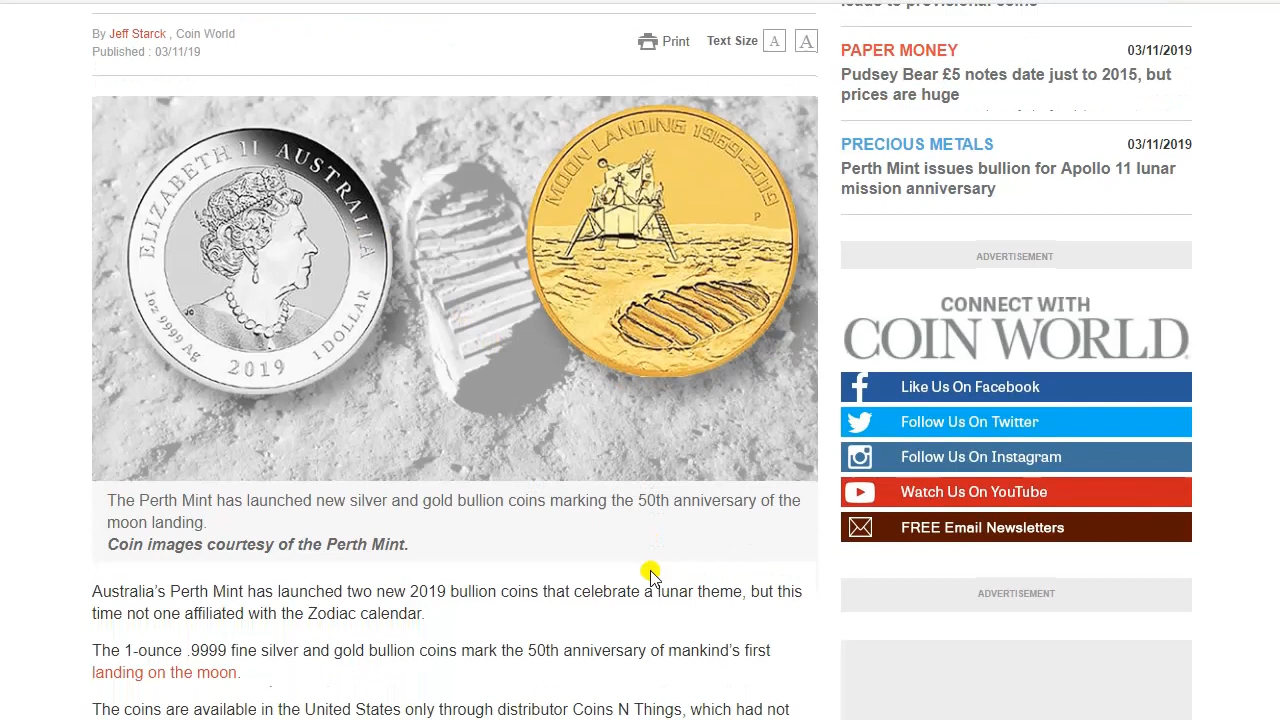 By Jeff Starck , Coin World
Published : 03/11/19
Print Text Size A A
ELIZABETH II AUSTRALIA
1oz 9999 Ag 2019 1 DOLLAR
JC
MOON LANDING 1969-2019
P
The Perth Mint has launched new silver and gold bullion coins marking the 50th anniversary of the
moon landing.
Coin images courtesy of the Perth Mint.
Australia’s Perth Mint has launched two new 2019 bullion coins that celebrate a lunar theme, but this
time not one affiliated with the Zodiac calendar.
The 1-ounce .9999 fine silver and gold bullion coins mark the 50th anniversary of mankind’s first
landing on the moon.
The coins are available in the United States only through distributor Coins N Things, which had not
leads to provisional coins
PAPER MONEY 03/11/2019
Pudsey Bear £5 notes date just to 2015, but
prices are huge
PRECIOUS METALS 03/11/2019
Perth Mint issues bullion for Apollo 11 lunar
mission anniversary
ADVERTISEMENT
CONNECT WITH
COIN WORLD
Like Us On Facebook
Follow Us On Twitter
Follow Us On Instagram
Watch Us On YouTube
FREE Email Newsletters
ADVERTISEMENT